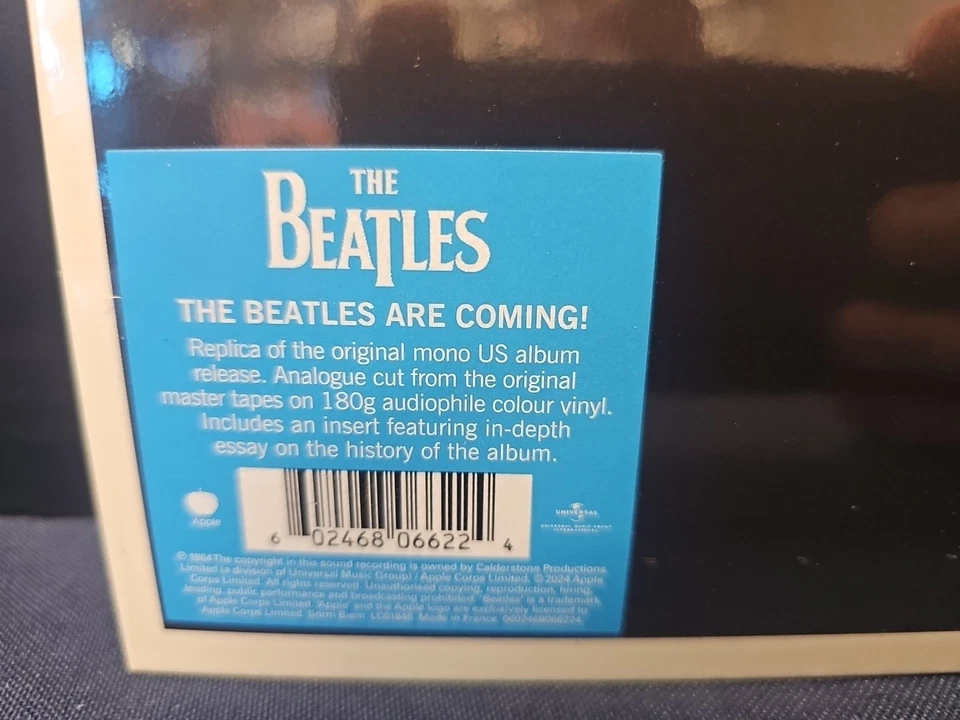 THE
BEATLES
THE BEATLES ARE COMING!
Replica of the original mono US album
release. Analogue cut from the original
master tapes on 180g audiophile colour vinyl.
Includes an insert featuring in-depth
essay on the history of the album.
Apple
6 02468 06622 4
UNIVERSAL
UNIVERSAL MUSIC GROUP
INTERNATIONAL
© 1964 The copyright in this sound recording is owned by Calderstone Productions
Limited (a division of Universal Music Group) / Apple Corps Limited. © 2024 Apple
Corps Limited. All rights reserved. Unauthorised copying, reproduction, hiring,
lending, public performance and broadcasting prohibited. 'Beatles' is a trademark
of Apple Corps Limited. 'Apple' and the Apple logo are exclusively licensed to
Apple Corps Limited. Made in France. 0602468066224